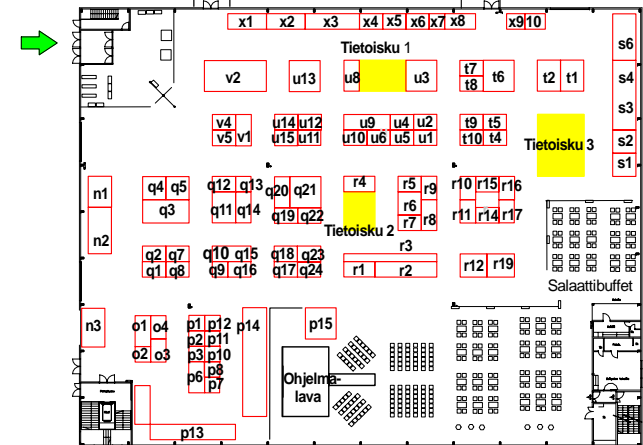 x1 x2 x3 x4 x5 x6 x7 x8 x9 10
s6
Tietoisku 1
v2 u13 u8 u3 t7 t6 t2 t1 s4
t8
s3
v4 u14 u12 u9 u4 u2 t9 t5
v5 v1 u15 u11 u10 u6 u5 u1 t10 t4
Tietoisku 3
s2
s1
n1 q4 q5 q12 q13 q20 q21 r4 r5 r9 r10 r15 r16
q3 q11 q14 r6
q19 q22 r7 r8 r11 r14 r17
Tietoisku 2
n2
r3
q2 q7 q10 q15 q18 q23
q1 q8 q9 q16 q17 q24 r1 r2 r12 r19
Salaattibuffet
n3 o1 o4 p1 p12 p14 p15
p2 p11
o2 o3 p3 p10
p8
p6 p7
Ohjelma-
lava
p13